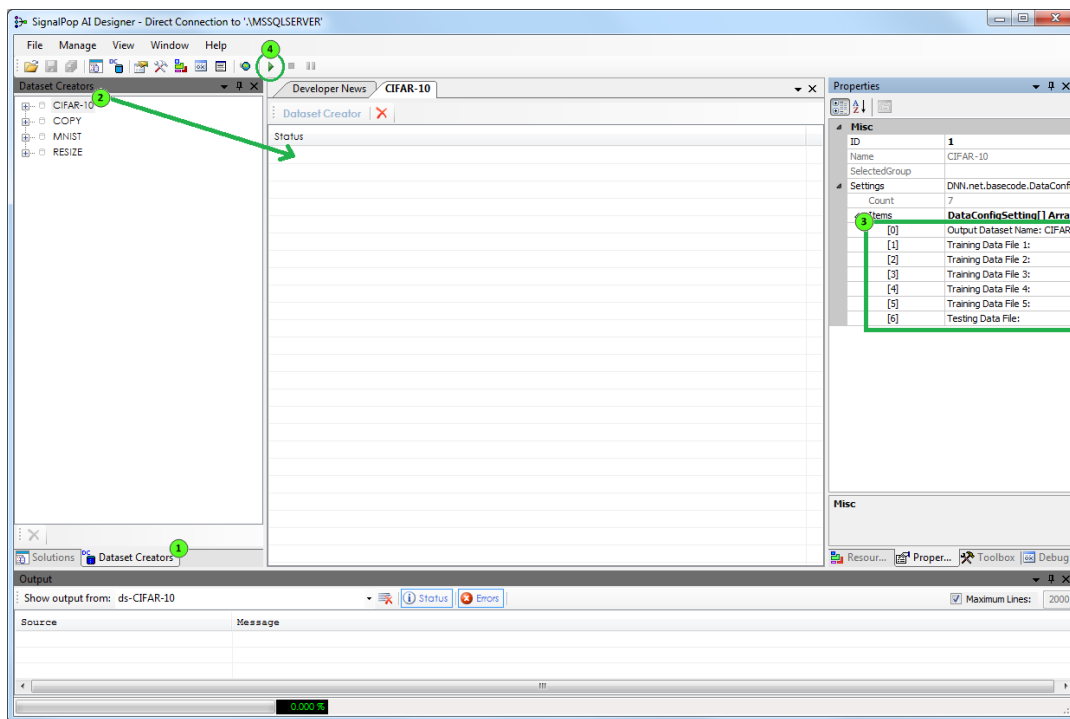 SignalPop AI Designer - Direct Connection to '.\MSSQLSERVER'
File Manage View Window Help
4
Dataset Creators
2
CIFAR-10
COPY
MNIST
RESIZE
1
Solutions Dataset Creators
Developer News CIFAR-10
Dataset Creator
Status
Properties
Misc
ID 1
Name CIFAR-10
SelectedGroup
Settings DNN.net.basecode.DataConf
Count 7
Items DataConfigSetting[] Arra
3
[0] Output Dataset Name: CIFAR
[1] Training Data File 1:
[2] Training Data File 2:
[3] Training Data File 3:
[4] Training Data File 4:
[5] Training Data File 5:
[6] Testing Data File:
Misc
Resour... Proper... Toolbox Debug
Output
Show output from: ds-CIFAR-10 Status Errors Maximum Lines: 2000
Source Message
0.000 %